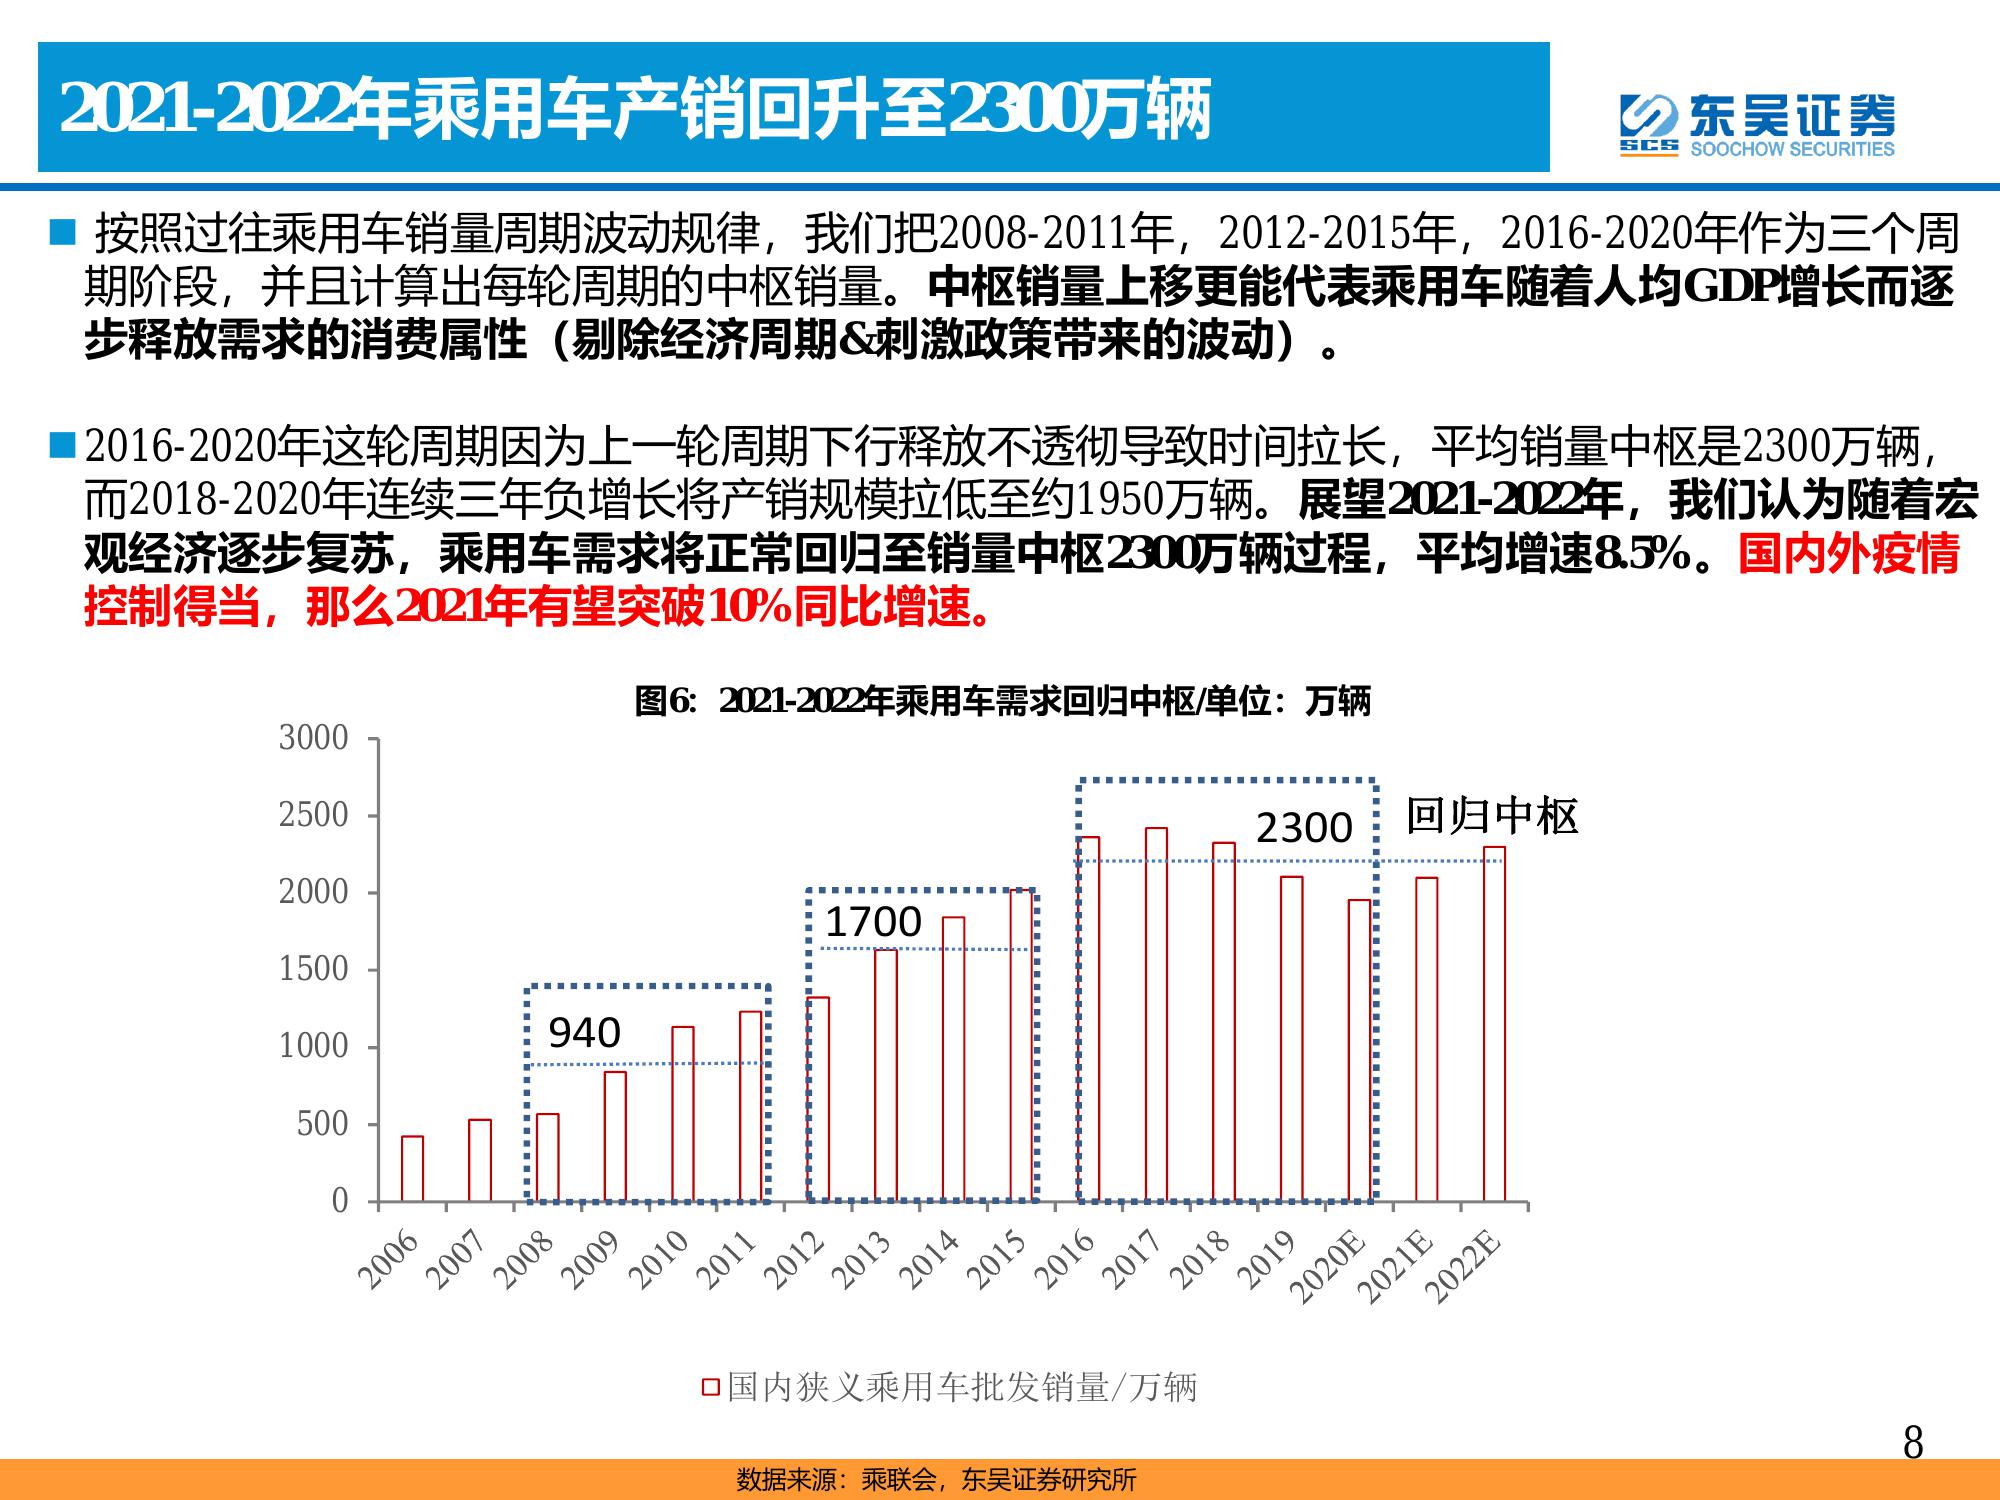 2021-2022年乘用车产销回升至2300万辆
东吴证券
SCS
SOOCHOW SECURITIES
按照过往乘用车销量周期波动规律，我们把2008-2011年，2012-2015年，2016-2020年作为三个周
期阶段，并且计算出每轮周期的中枢销量。中枢销量上移更能代表乘用车随着人均GDP增长而逐
步释放需求的消费属性（剔除经济周期&刺激政策带来的波动）。
2016-2020年这轮周期因为上一轮周期下行释放不透彻导致时间拉长，平均销量中枢是2300万辆，
而2018-2020年连续三年负增长将产销规模拉低至约1950万辆。展望2021-2022年，我们认为随着宏
观经济逐步复苏，乘用车需求将正常回归至销量中枢2300万辆过程，平均增速8.5%。国内外疫情
控制得当，那么2021年有望突破10%同比增速。
图6：2021-2022年乘用车需求回归中枢/单位：万辆
3000
2500
2000
1500
1000
500
0
940
1700
2300
回归中枢
2006
2007
2008
2009
2010
2011
2012
2013
2014
2015
2016
2017
2018
2019
2020E
2021E
2022E
国内狭义乘用车批发销量/万辆
8
数据来源：乘联会，东吴证券研究所